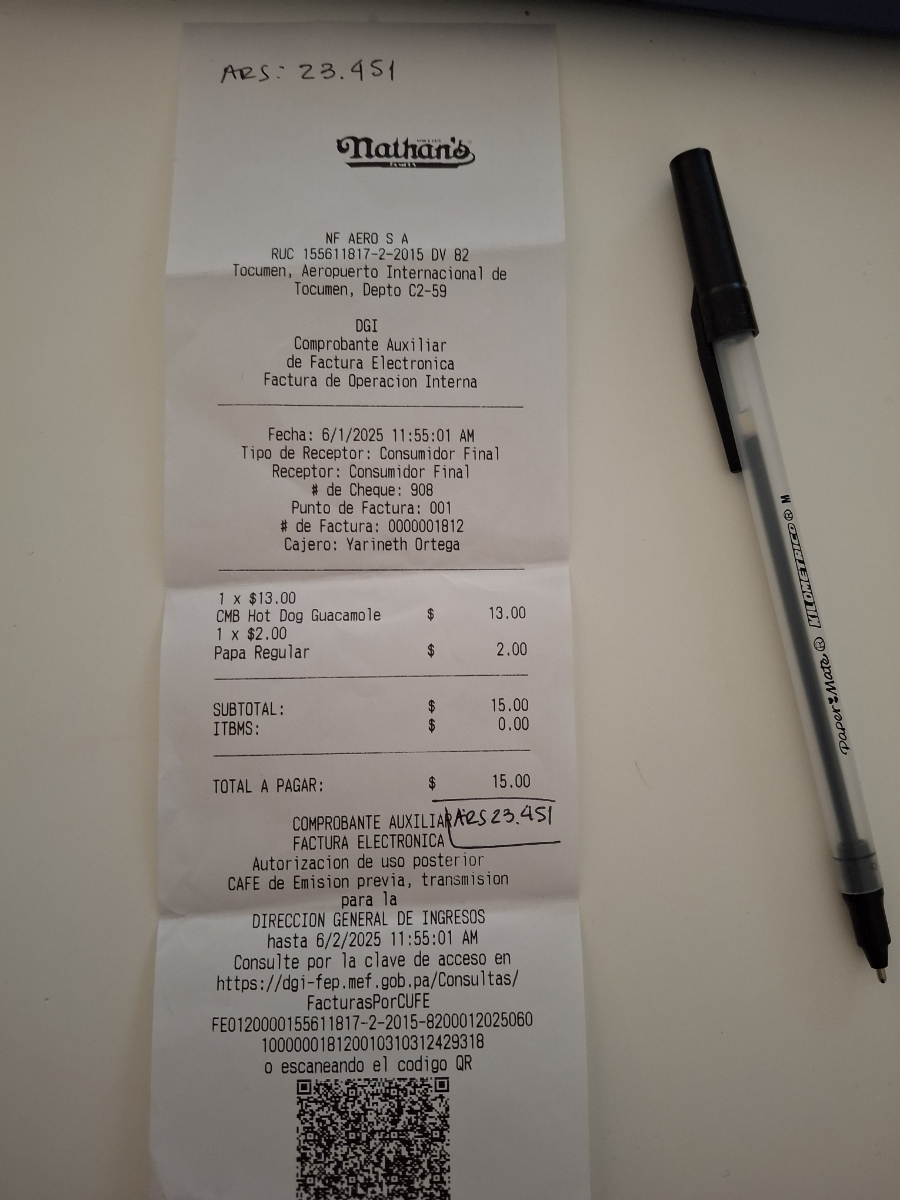 ARS: 23.451
Nathan's
NF AERO S A
RUC 155611817-2-2015 DV 82
Tocumen, Aeropuerto Internacional de
Tocumen, Depto C2-59
DGI
Comprobante Auxiliar
de Factura Electronica
Factura de Operacion Interna
Fecha: 6/1/2025 11:55:01 AM
Tipo de Receptor: Consumidor Final
Receptor: Consumidor Final
# de Cheque: 908
Punto de Factura: 001
# de Factura: 0000001812
Cajero: Yarineth Ortega
1 x $13.00
CMB Hot Dog Guacamole $ 13.00
1 x $2.00
Papa Regular $ 2.00
SUBTOTAL: $ 15.00
ITBMS: $ 0.00
TOTAL A PAGAR: $ 15.00
COMPROBANTE AUXILIAR ARS 23.451
FACTURA ELECTRONICA
Autorizacion de uso posterior
CAFE de Emision previa, transmision
para la
DIRECCION GENERAL DE INGRESOS
hasta 6/2/2025 11:55:01 AM
Consulte por la clave de acceso en
https://dgi-fep.mef.gob.pa/Consultas/
FacturasPorCUFE
FE0120000155611817-2-2015-8200012025060
1000000181200103103124 29318
o escaneando el codigo QR
Paper Mate ® KILOMETRICO ® M